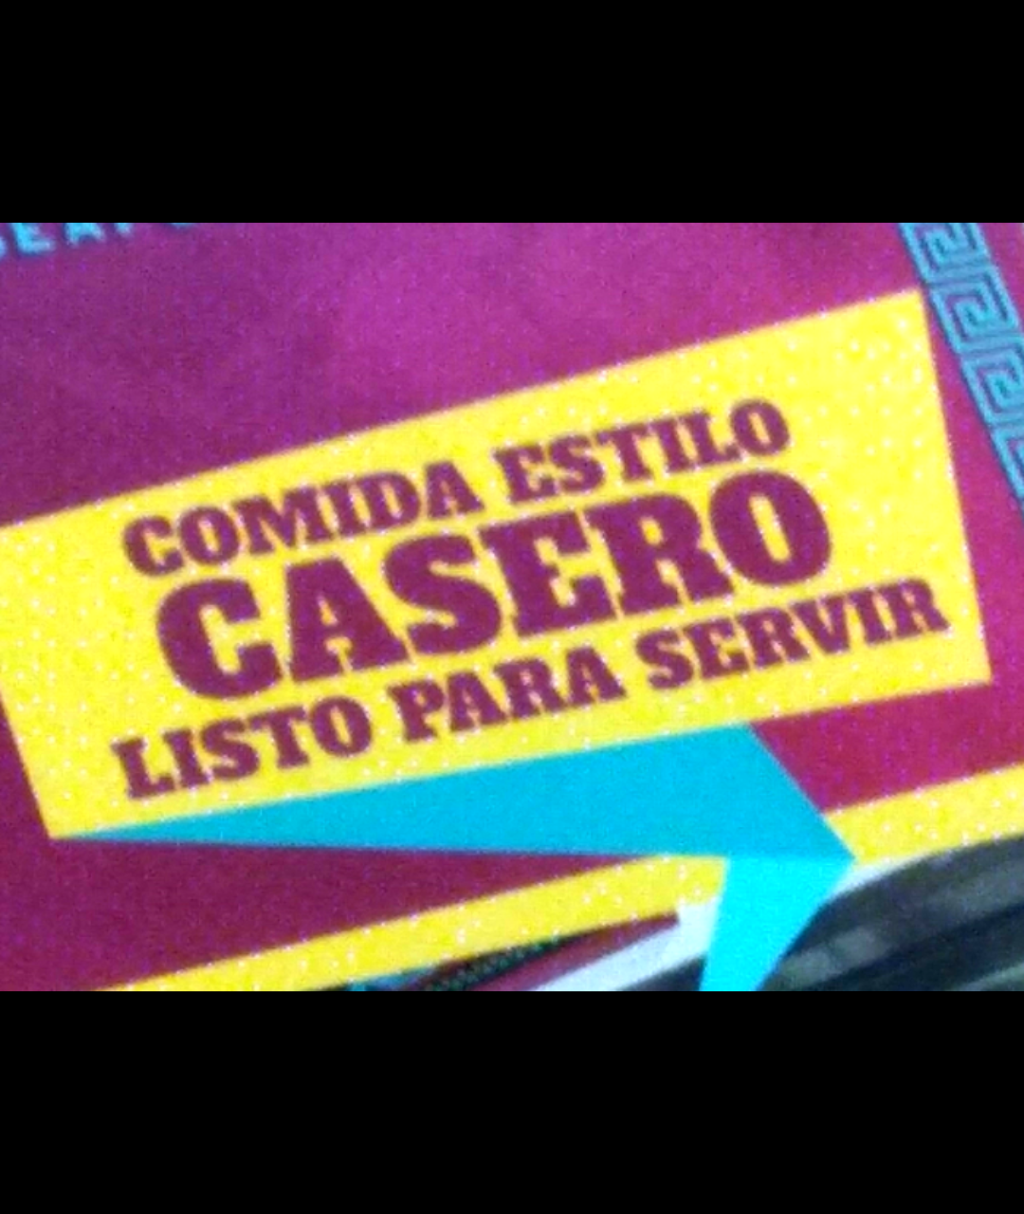 COMIDA ESTILO
CASERO
LISTO PARA SERVIR